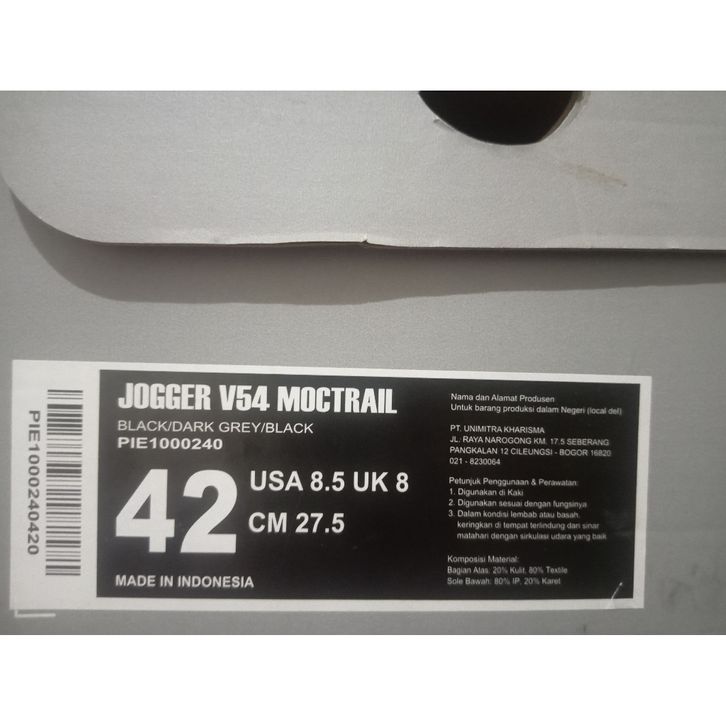 PIE1000240420
JOGGER V54 MOCTRAIL
BLACK/DARK GREY/BLACK
PIE1000240
42
USA 8.5 UK 8
CM 27.5
MADE IN INDONESIA
Nama dan Alamat Produsen
Untuk barang produksi dalam Negeri (local del)
PT. UNIMITRA KHARISMA
JL. RAYA NAROGONG KM. 17.5 SEBERANG
PANGKALAN 12 CILEUNGSI - BOGOR 16820
021 - 8230064
Petunjuk Penggunaan & Perawatan:
1. Digunakan di Kaki
2. Digunakan sesuai dengan fungsinya
3. Dalam kondisi lembab atau basah.
keringkan di tempat terlindung dan sinar
matahari dengan sirkulasi udara yang baik
Komposisi Material:
Bagian Atas: 20% Kulit, 80% Textile
Sole Bawah: 80% IP, 20% Karet